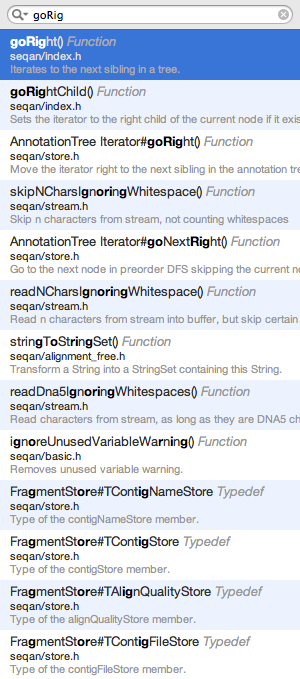 goRig
goRight() Function
seqan/index.h
Iterates to the next sibling in a tree.
goRightChild() Function
seqan/index.h
Sets the iterator to the right child of the current node if it exis
AnnotationTree Iterator#goRight() Function
seqan/store.h
Move the iterator right to the next sibling in the annotation tre
skipNCharsIgnoringWhitespace() Function
seqan/stream.h
Skip n characters from stream, not counting whitespaces
AnnotationTree Iterator#goNextRight() Function
seqan/store.h
Go to the next node in preorder DFS skipping the current no
readNCharsIgnoringWhitespace() Function
seqan/stream.h
Read n characters from stream into buffer, but skip certain
stringToStringSet() Function
seqan/alignment_free.h
Transform a String into a StringSet containing this String.
readDna5IgnoringWhitespaces() Function
seqan/stream.h
Read characters from stream, as long as they are DNA5 ch
ignoreUnusedVariableWarning() Function
seqan/basic.h
Removes unused variable warning.
FragmentStore#TContigNameStore Typedef
seqan/store.h
Type of the contigNameStore member.
FragmentStore#TContigStore Typedef
seqan/store.h
Type of the contigStore member.
FragmentStore#TAlignQualityStore Typedef
seqan/store.h
Type of the alignQualityStore member.
FragmentStore#TContigFileStore Typedef
seqan/store.h
Type of the contigFileStore member.